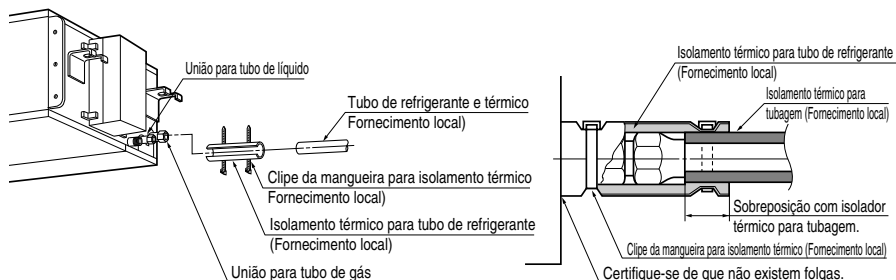 União para tubo de líquido
Tubo de refrigerante e térmico
Fornecimento local)
Clipe da mangueira para isolamento térmico
Fornecimento local)
Isolamento térmico para tubo de refrigerante
(Fornecimento local)
União para tubo de gás
Isolamento térmico para tubo de refrigerante
(Fornecimento local)
Isolamento térmico para
tubagem (Fornecimento local)
Sobreposição com isolador
térmico para tubagem.
Clipe da mangueira para isolamento térmico (Fornecimento local)
Certifique-se de que não existem folgas.